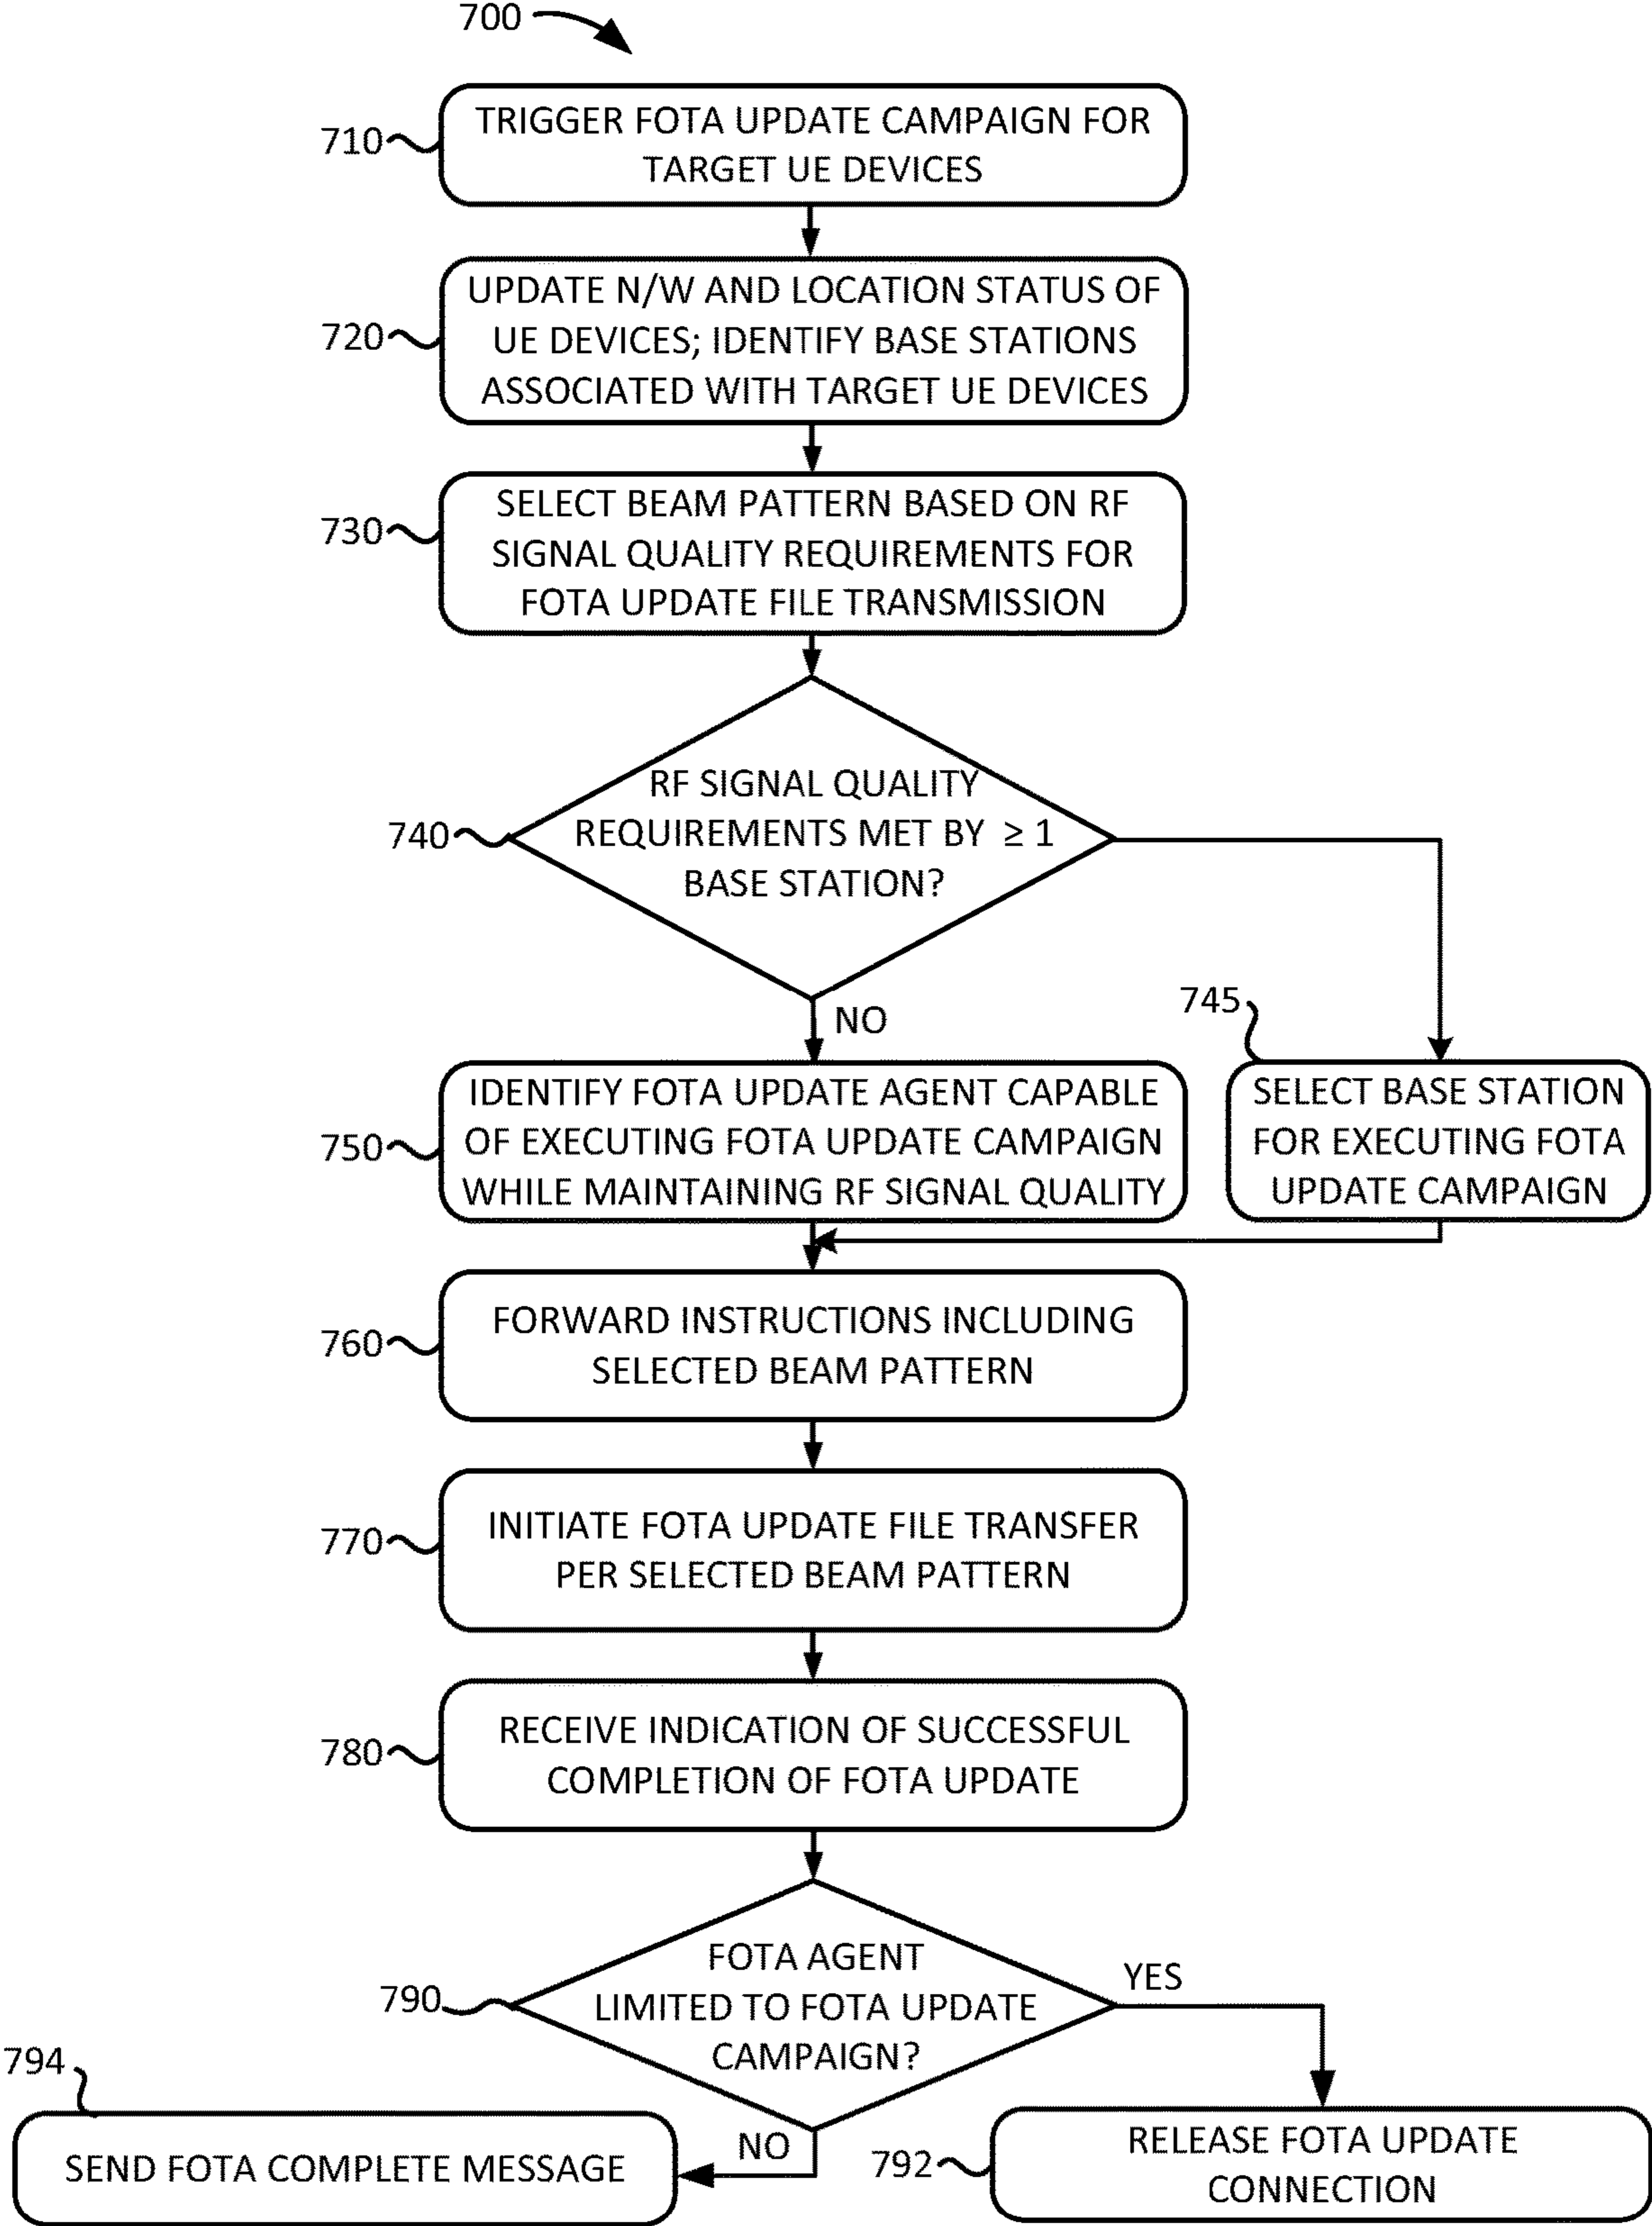 700
710
TRIGGER FOTA UPDATE CAMPAIGN FOR
TARGET UE DEVICES
720
UPDATE N/W AND LOCATION STATUS OF
UE DEVICES; IDENTIFY BASE STATIONS
ASSOCIATED WITH TARGET UE DEVICES
730
SELECT BEAM PATTERN BASED ON RF
SIGNAL QUALITY REQUIREMENTS FOR
FOTA UPDATE FILE TRANSMISSION
740
RF SIGNAL QUALITY
REQUIREMENTS MET BY ≥ 1
BASE STATION?
NO
745
SELECT BASE STATION
FOR EXECUTING FOTA
UPDATE CAMPAIGN
750
IDENTIFY FOTA UPDATE AGENT CAPABLE
OF EXECUTING FOTA UPDATE CAMPAIGN
WHILE MAINTAINING RF SIGNAL QUALITY
760
FORWARD INSTRUCTIONS INCLUDING
SELECTED BEAM PATTERN
770
INITIATE FOTA UPDATE FILE TRANSFER
PER SELECTED BEAM PATTERN
780
RECEIVE INDICATION OF SUCCESSFUL
COMPLETION OF FOTA UPDATE
790
FOTA AGENT
LIMITED TO FOTA UPDATE
CAMPAIGN?
YES
NO
794
SEND FOTA COMPLETE MESSAGE
792
RELEASE FOTA UPDATE
CONNECTION